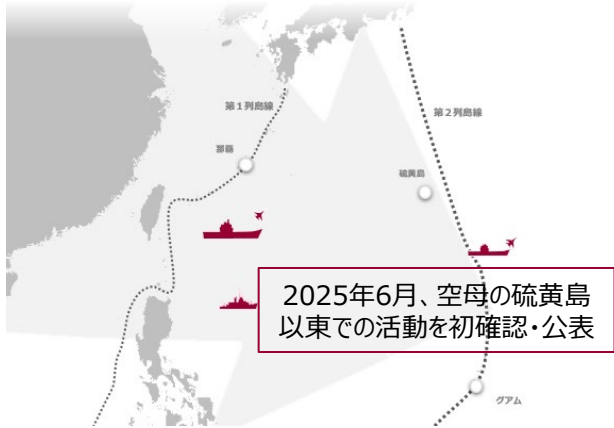 第1列島線
第2列島線
那覇
硫黄島
2025年6月、空母の硫黄島
以東での活動を初確認・公表
グアム